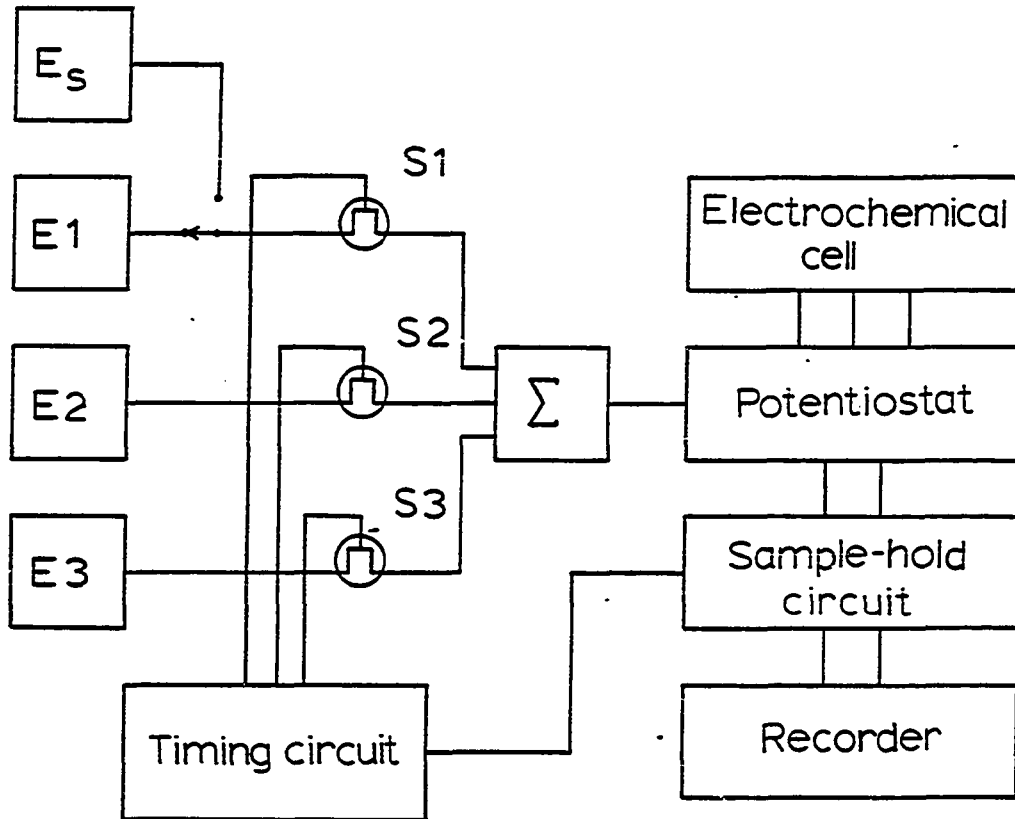 Es
E1
E2
E3
S1
S2
S3
Σ
Timing circuit
Electrochemical
cell
Potentiostat
Sample-hold
circuit
Recorder